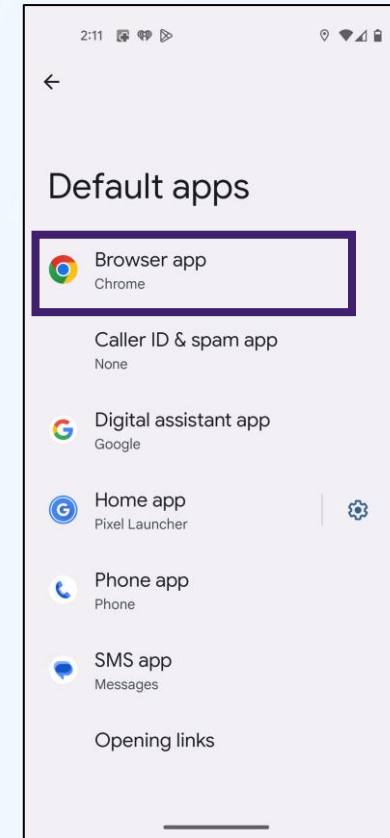 2:11
Default apps
Browser app
Chrome
Caller ID & spam app
None
Digital assistant app
Google
Home app
Pixel Launcher
Phone app
Phone
SMS app
Messages
Opening links